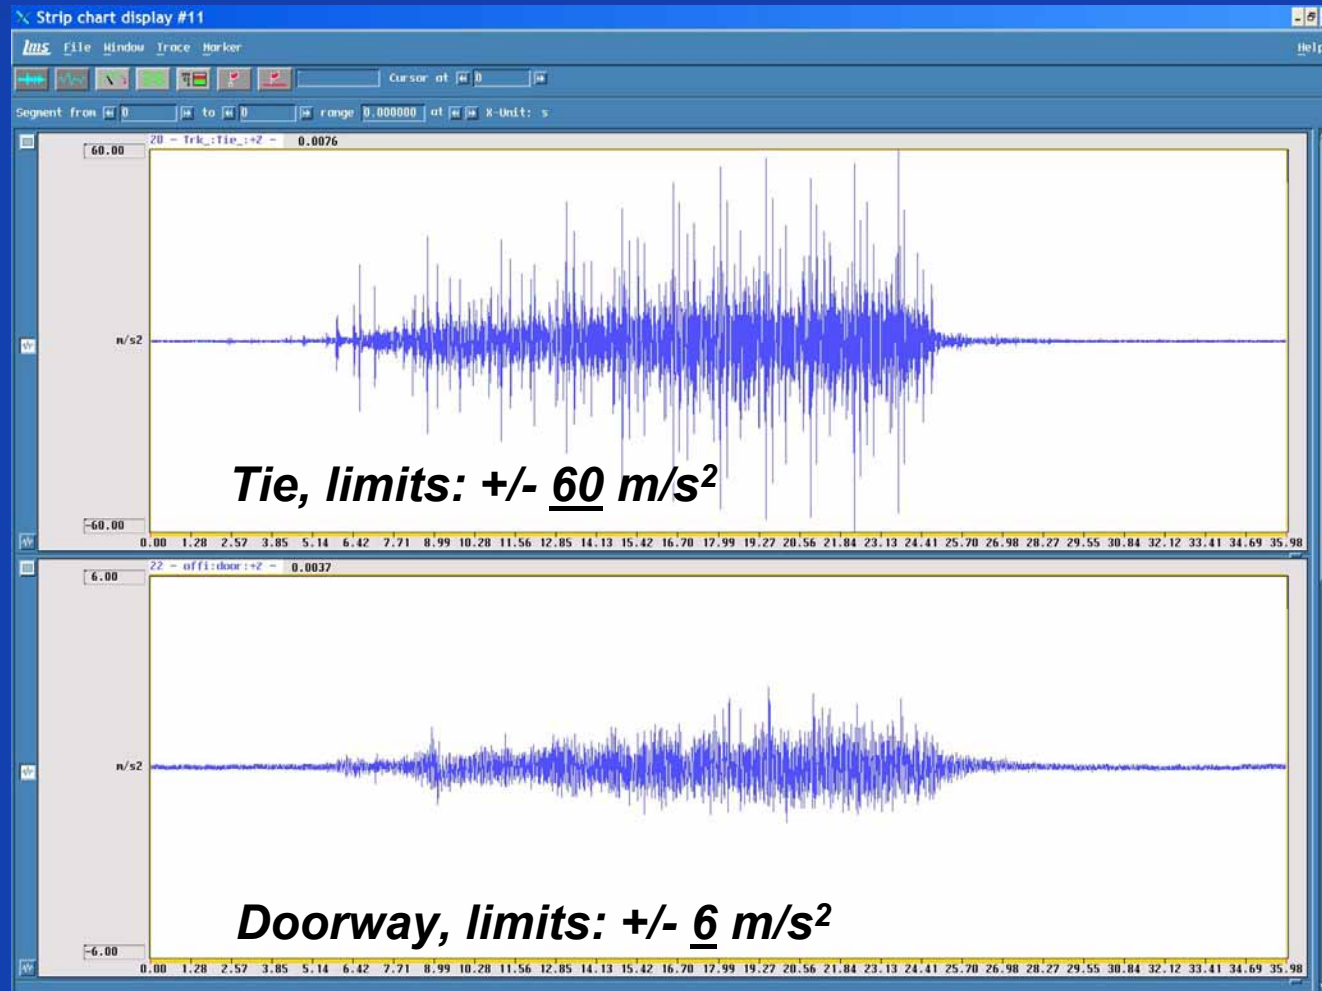 Strip chart display #11
lms File Window Trace Marker Help
Cursor at 0
Segment from 0 to 0 range 0.000000 at X-Unit: s
20 - Trk_:Tie_:+Z - 0.0076
60.00
m/s2
Tie, limits: +/- 60 m/s²
-60.00
0.00 1.28 2.57 3.85 5.14 6.42 7.71 8.99 10.28 11.56 12.85 14.13 15.42 16.70 17.99 19.27 20.56 21.84 23.13 24.41 25.70 26.98 28.27 29.55 30.84 32.12 33.41 34.69 35.98
22 - offi:door:+Z - 0.0037
6.00
m/s2
Doorway, limits: +/- 6 m/s²
-6.00
0.00 1.28 2.57 3.85 5.14 6.42 7.71 8.99 10.28 11.56 12.85 14.13 15.42 16.70 17.99 19.27 20.56 21.84 23.13 24.41 25.70 26.98 28.27 29.55 30.84 32.12 33.41 34.69 35.98